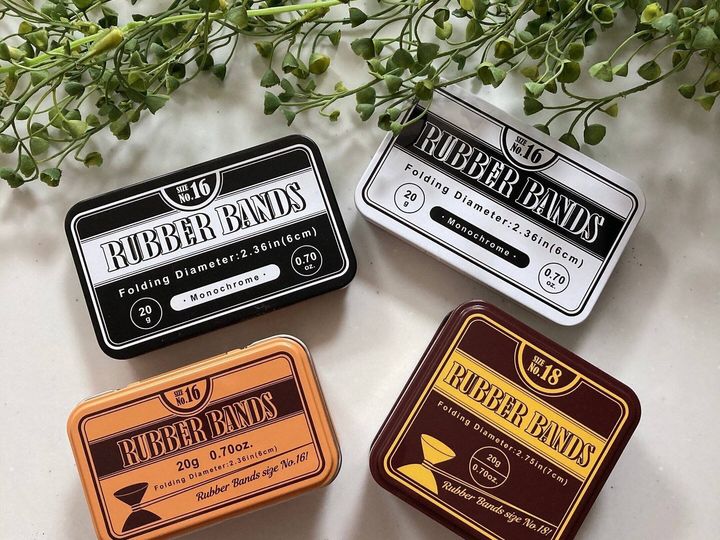 SIZE
No.16
RUBBER BANDS
Folding Diameter:2.36in(6cm)
20
g
· Monochrome ·
0.70
oz.
SIZE
No.16
RUBBER BANDS
Folding Diameter:2.36in(6cm)
20
g
· Monochrome ·
0.70
oz.
SIZE
No.16
RUBBER BANDS
20g 0.70oz.
Folding Diameter:2.36in(6cm)
Rubber Bands size No.16!
SIZE
No.18
RUBBER BANDS
Folding Diameter:2.75in(7cm)
20g
0.70oz.
Rubber Bands size No.18!